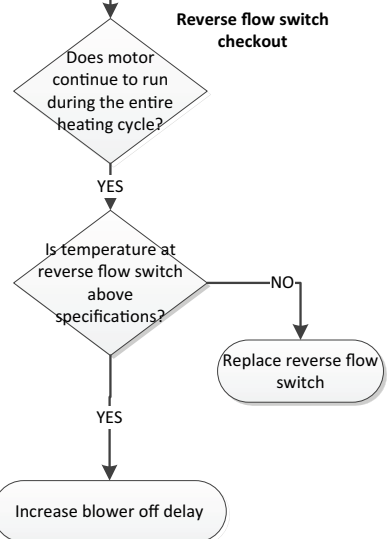 Reverse flow switch
checkout
Does motor
continue to run
during the entire
heating cycle?
YES
Is temperature at
reverse flow switch
above
specifications?
NO
Replace reverse flow
switch
YES
Increase blower off delay